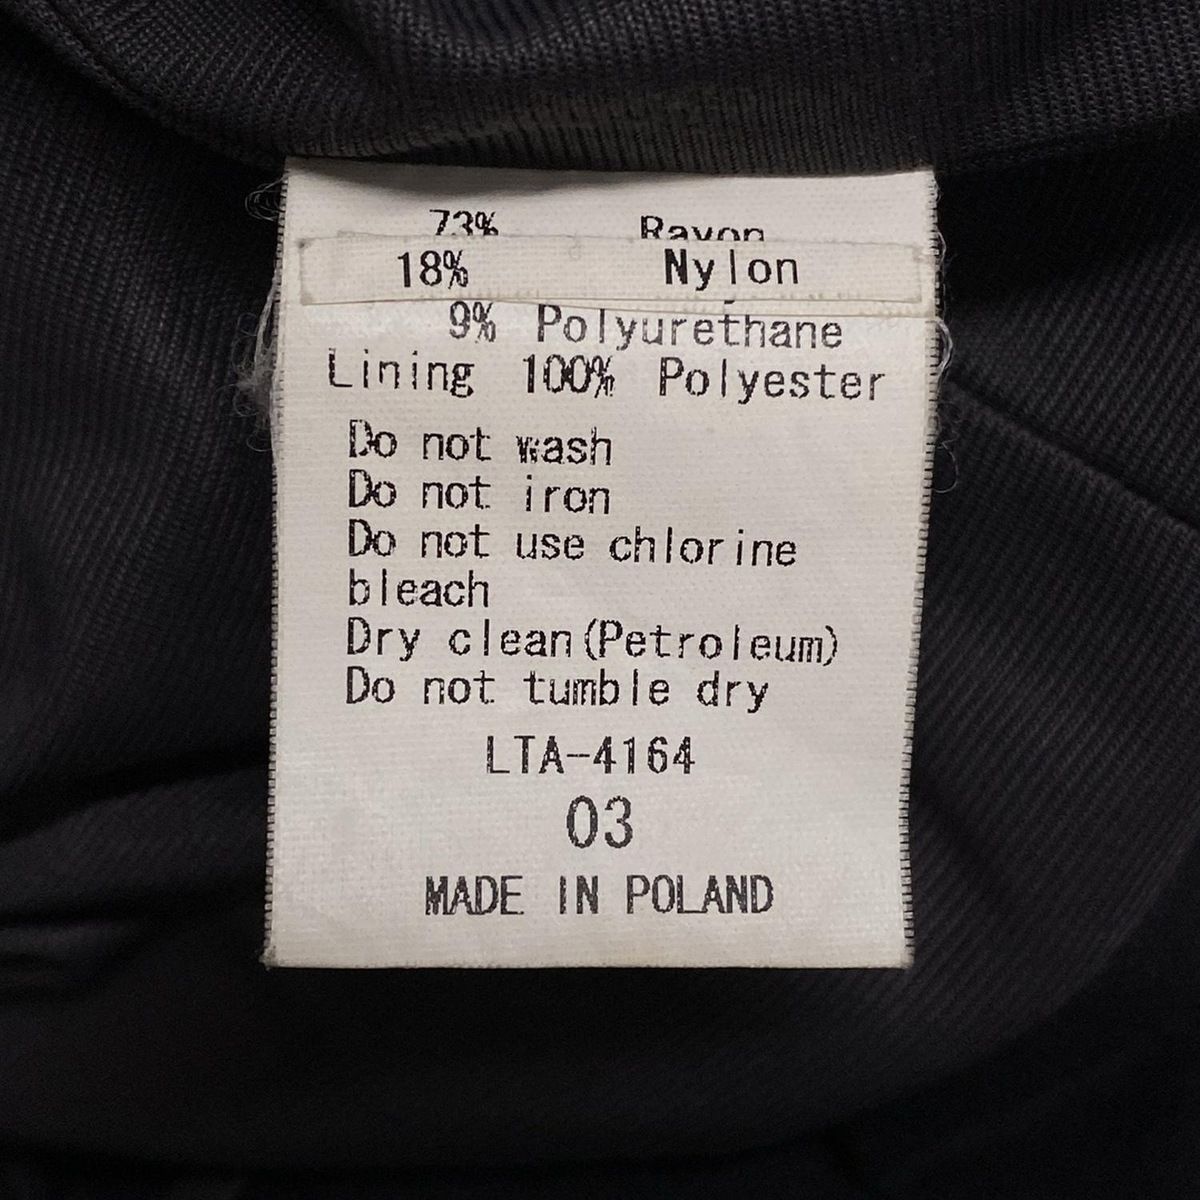 73% Rayon
18% Nylon
9% Polyurethane
Lining 100% Polyester
Do not wash
Do not iron
Do not use chlorine
bleach
Dry clean(Petroleum)
Do not tumble dry
LTA-4164
03
MADE IN POLAND